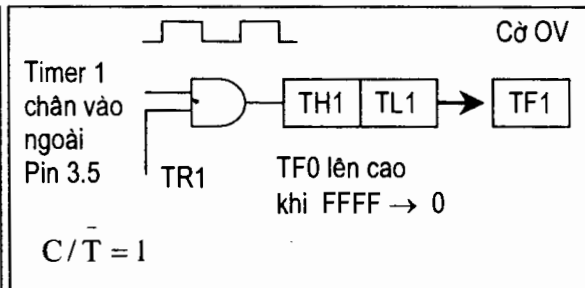 Cờ OV
Timer 1
chân vào
ngoài
Pin 3.5
TR1
TH1 TL1
TF1
TF0 lên cao
khi FFFF → 0
C/T̄ = 1